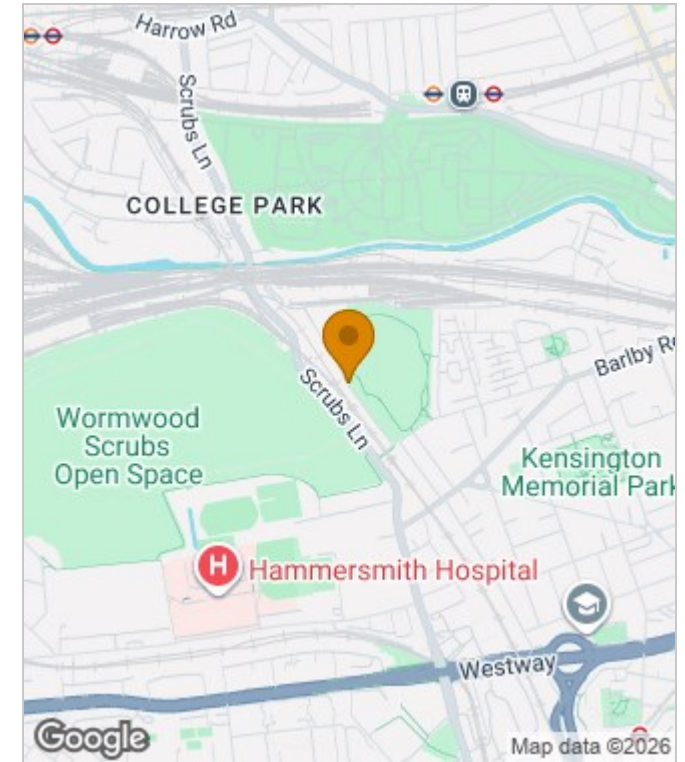 Harrow Rd
Scrubs Ln
COLLEGE PARK
Barlby R
Scrubs Ln
Wormwood
Scrubs
Open Space
Kensington
Memorial Park
H
Hammersmith Hospital
Westway
Google
Map data ©2026